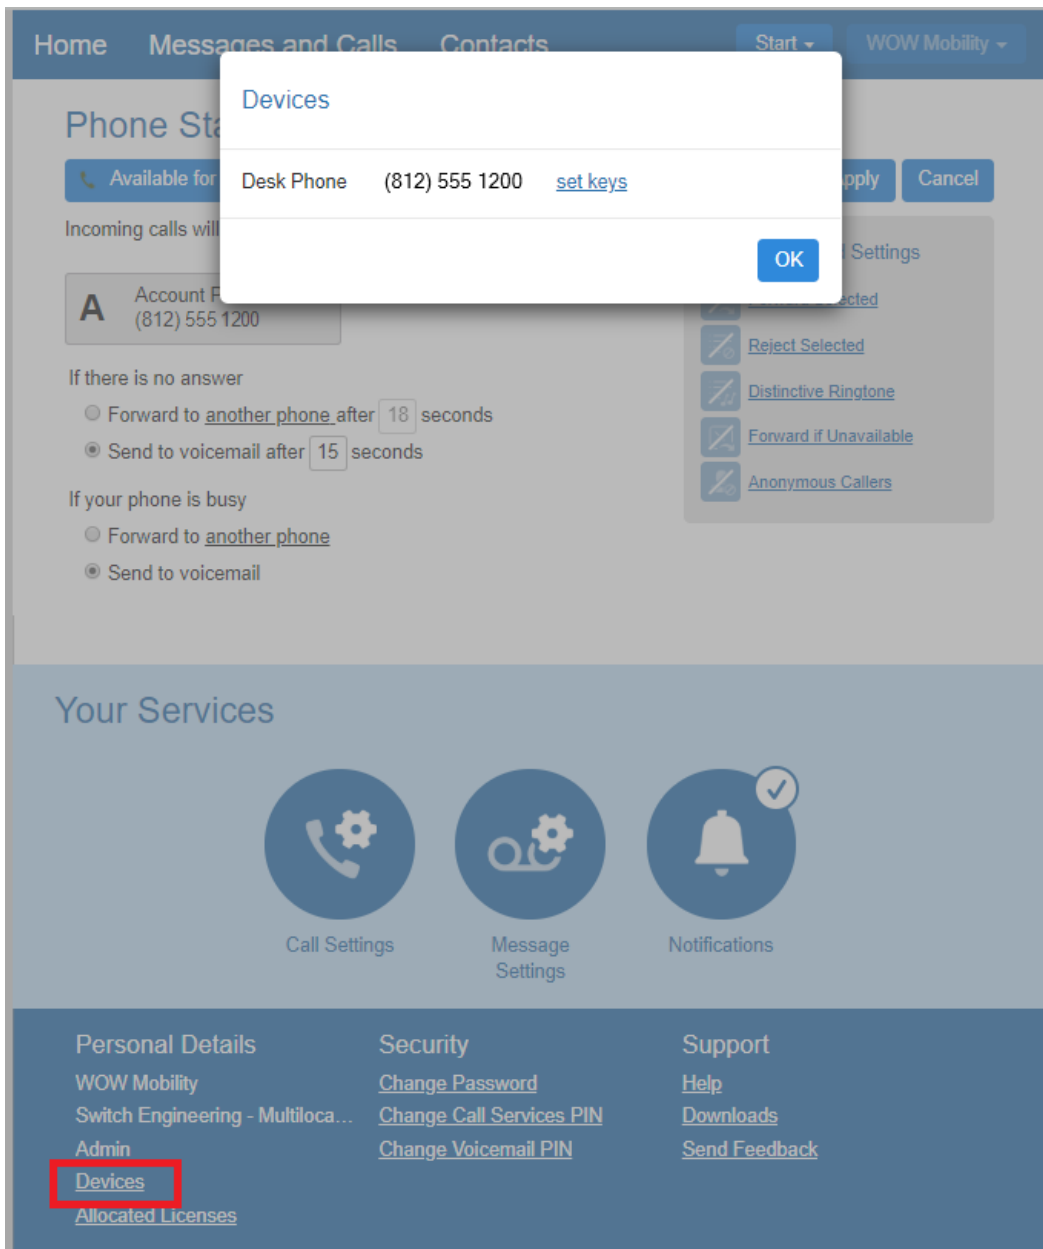 Home Messages and Calls Contacts Start WOW Mobility
Devices
Phone Sta
Available for
Desk Phone (812) 555 1200 set keys
pply Cancel
Incoming calls will
OK
Settings
A Account P
(812) 555 1200
Reject Selected
If there is no answer
Distinctive Ringtone
Forward to another phone after 18 seconds
Forward if Unavailable
Send to voicemail after 15 seconds
Anonymous Callers
If your phone is busy
Forward to another phone
Send to voicemail
Your Services
Call Settings
Message
Settings
Notifications
Personal Details Security Support
WOW Mobility Change Password Help
Switch Engineering - Multiloca... Change Call Services PIN Downloads
Admin Change Voicemail PIN Send Feedback
Devices
Allocated Licenses